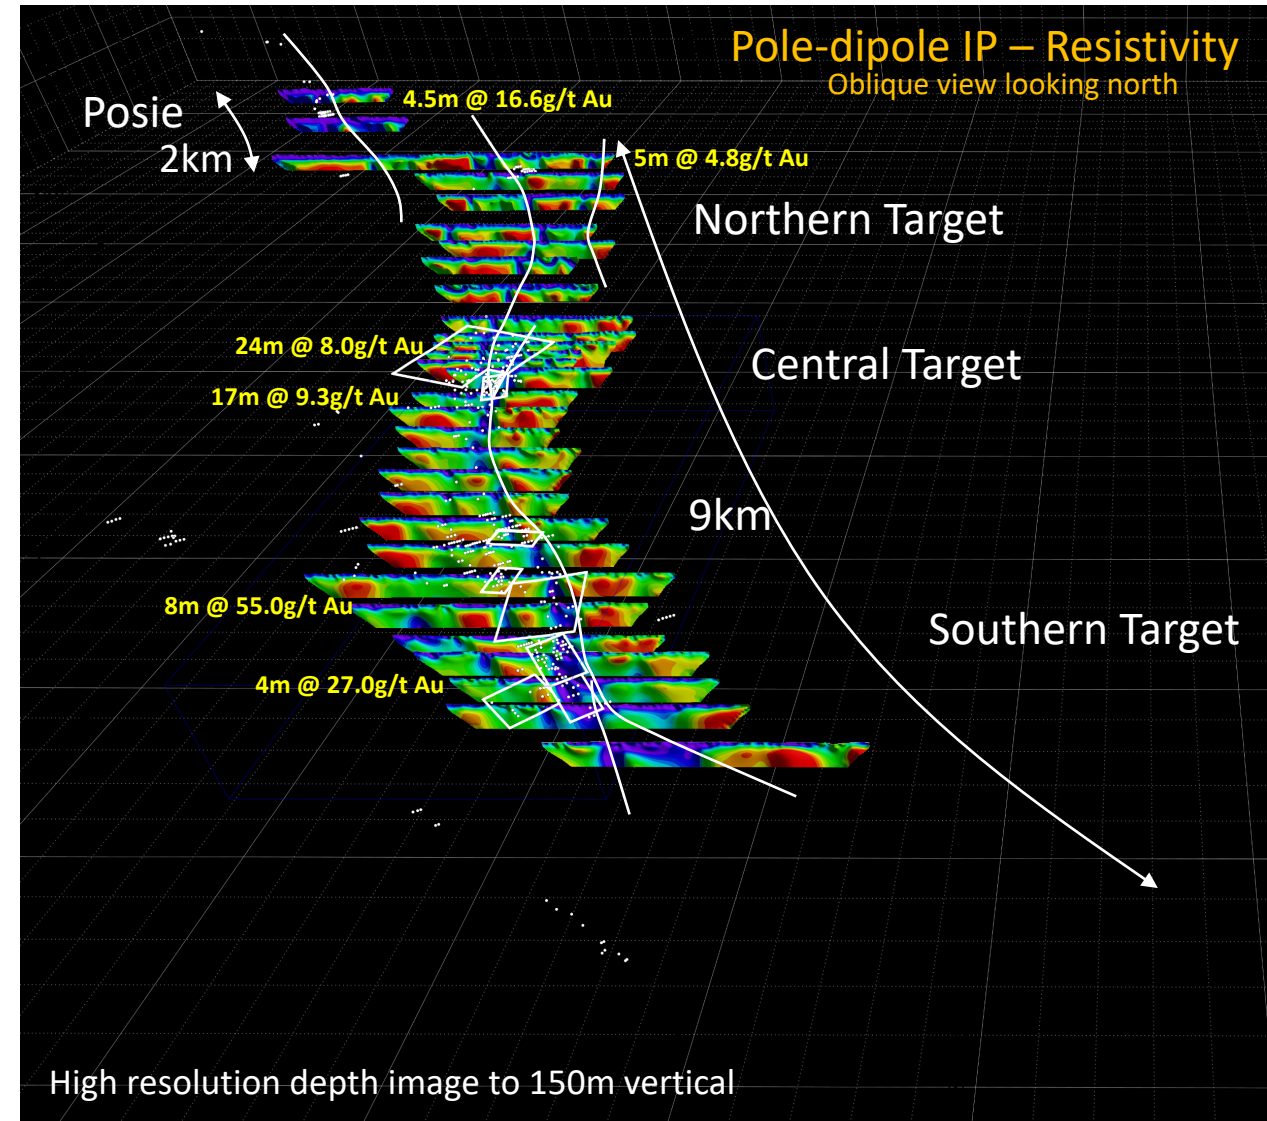 Pole-dipole IP – Resistivity
Oblique view looking north
Posie
2km
4.5m @ 16.6g/t Au
5m @ 4.8g/t Au
Northern Target
24m @ 8.0g/t Au
Central Target
17m @ 9.3g/t Au
9km
8m @ 55.0g/t Au
Southern Target
4m @ 27.0g/t Au
High resolution depth image to 150m vertical